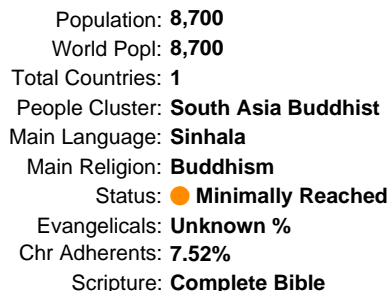 Population: 8,700
World Popl: 8,700
Total Countries: 1
People Cluster: South Asia Buddhist
Main Language: Sinhala
Main Religion: Buddhism
Status: Minimally Reached
Evangelicals: Unknown %
Chr Adherents: 7.52%
Scripture: Complete Bible